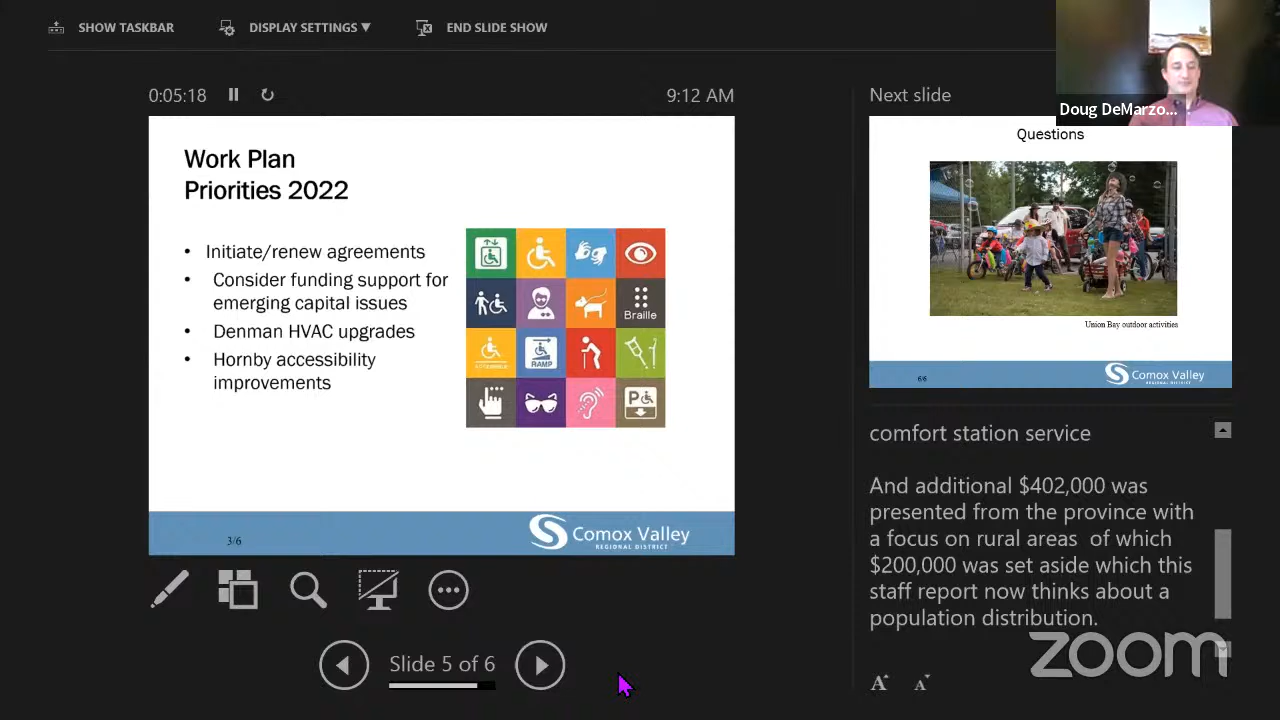 SHOW TASKBAR
DISPLAY SETTINGS ▼
END SLIDE SHOW
0:05:18
9:12 AM
Next slide
Doug DeMarzo...
Work Plan
Priorities 2022
• Initiate/renew agreements
• Consider funding support for
emerging capital issues
• Denman HVAC upgrades
• Hornby accessibility
improvements
Braille
RAMP
P
3/6
Comox Valley
REGIONAL DISTRICT
Slide 5 of 6
Questions
Union Bay outdoor activities
6/6
Comox Valley
REGIONAL DISTRICT
comfort station service
And additional $402,000 was
presented from the province with
a focus on rural areas of which
$200,000 was set aside which this
staff report now thinks about a
population distribution.
A A
zoom